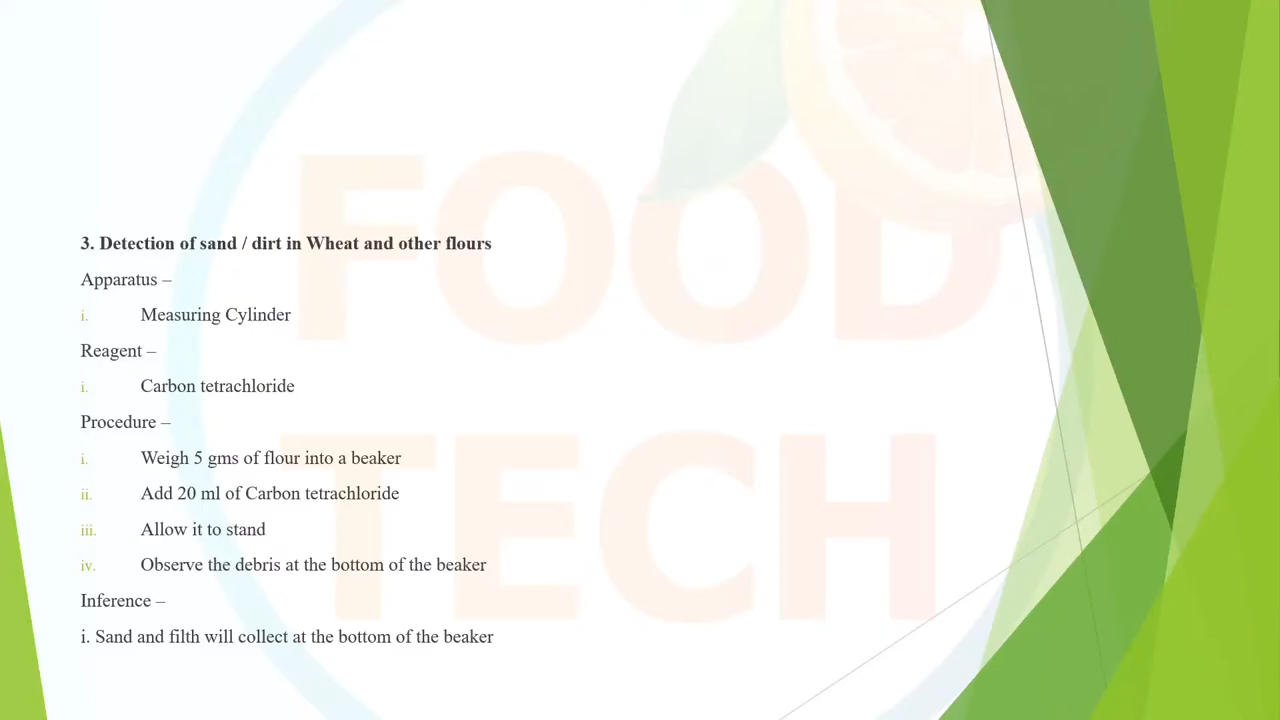 FOOD
TECH
3. Detection of sand / dirt in Wheat and other flours
Apparatus –
i. Measuring Cylinder
Reagent –
i. Carbon tetrachloride
Procedure –
i. Weigh 5 gms of flour into a beaker
ii. Add 20 ml of Carbon tetrachloride
iii. Allow it to stand
iv. Observe the debris at the bottom of the beaker
Inference –
i. Sand and filth will collect at the bottom of the beaker